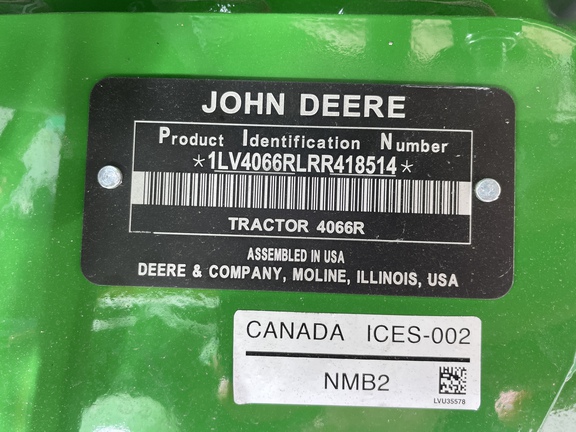 JOHN DEERE
Product Identification Number
*1LV4066RLRR418514*
TRACTOR 4066R
ASSEMBLED IN USA
DEERE & COMPANY, MOLINE, ILLINOIS, USA
CANADA ICES-002
NMB2
LVU35578